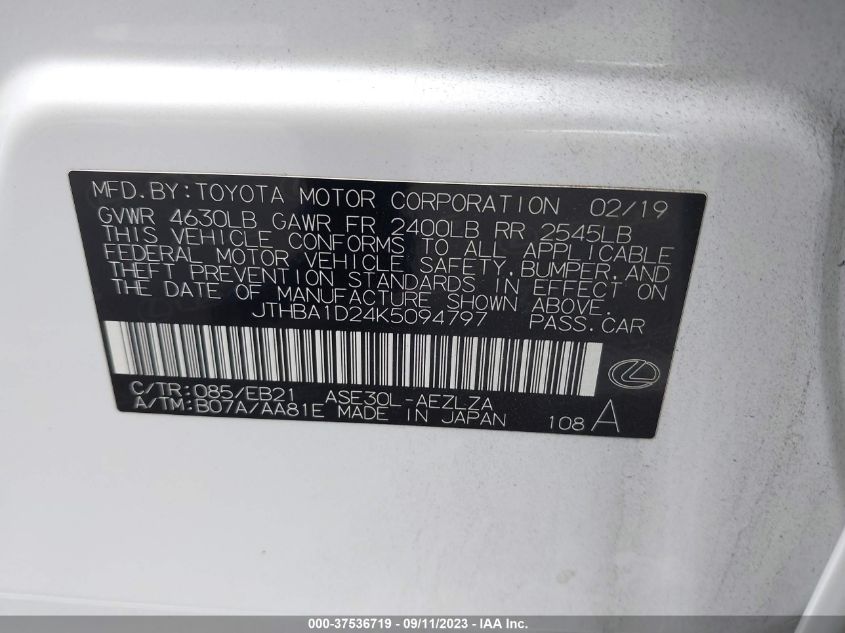 MFD.BY:TOYOTA MOTOR CORPORATION 02/19
GVWR 4630LB GAWR FR 2400LB RR 2545LB
THIS VEHICLE CONFORMS TO ALL APPLICABLE
FEDERAL MOTOR VEHICLE SAFETY,BUMPER,AND
THEFT PREVENTION STANDARDS IN EFFECT ON
THE DATE OF MANUFACTURE SHOWN ABOVE.
JTHBA1D24K5094797 PASS.CAR
C/TR:085/EB21 ASE30L-AEZLZA
A/TM:B07A/AA81E MADE IN JAPAN 108 A
000-37536719 - 09/11/2023 - IAA Inc.